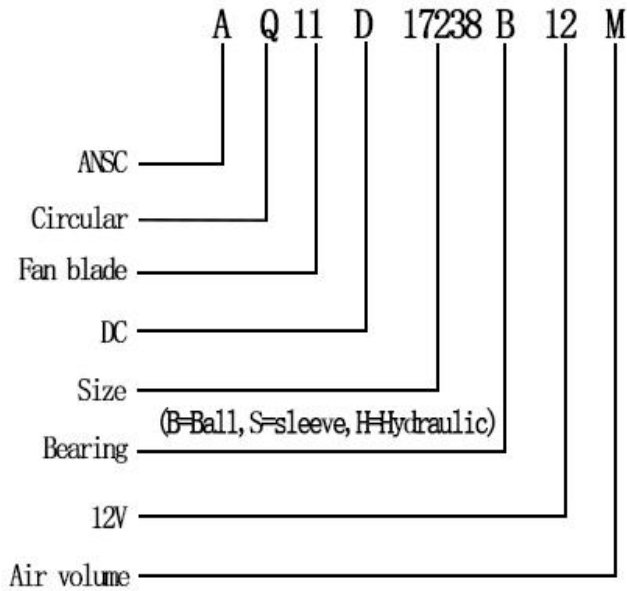 A Q 11 D 17238 B 12 M
ANSC
Circular
Fan blade
DC
Size
(B=Ball, S=sleeve, H=Hydraulic)
Bearing
12V
Air volume